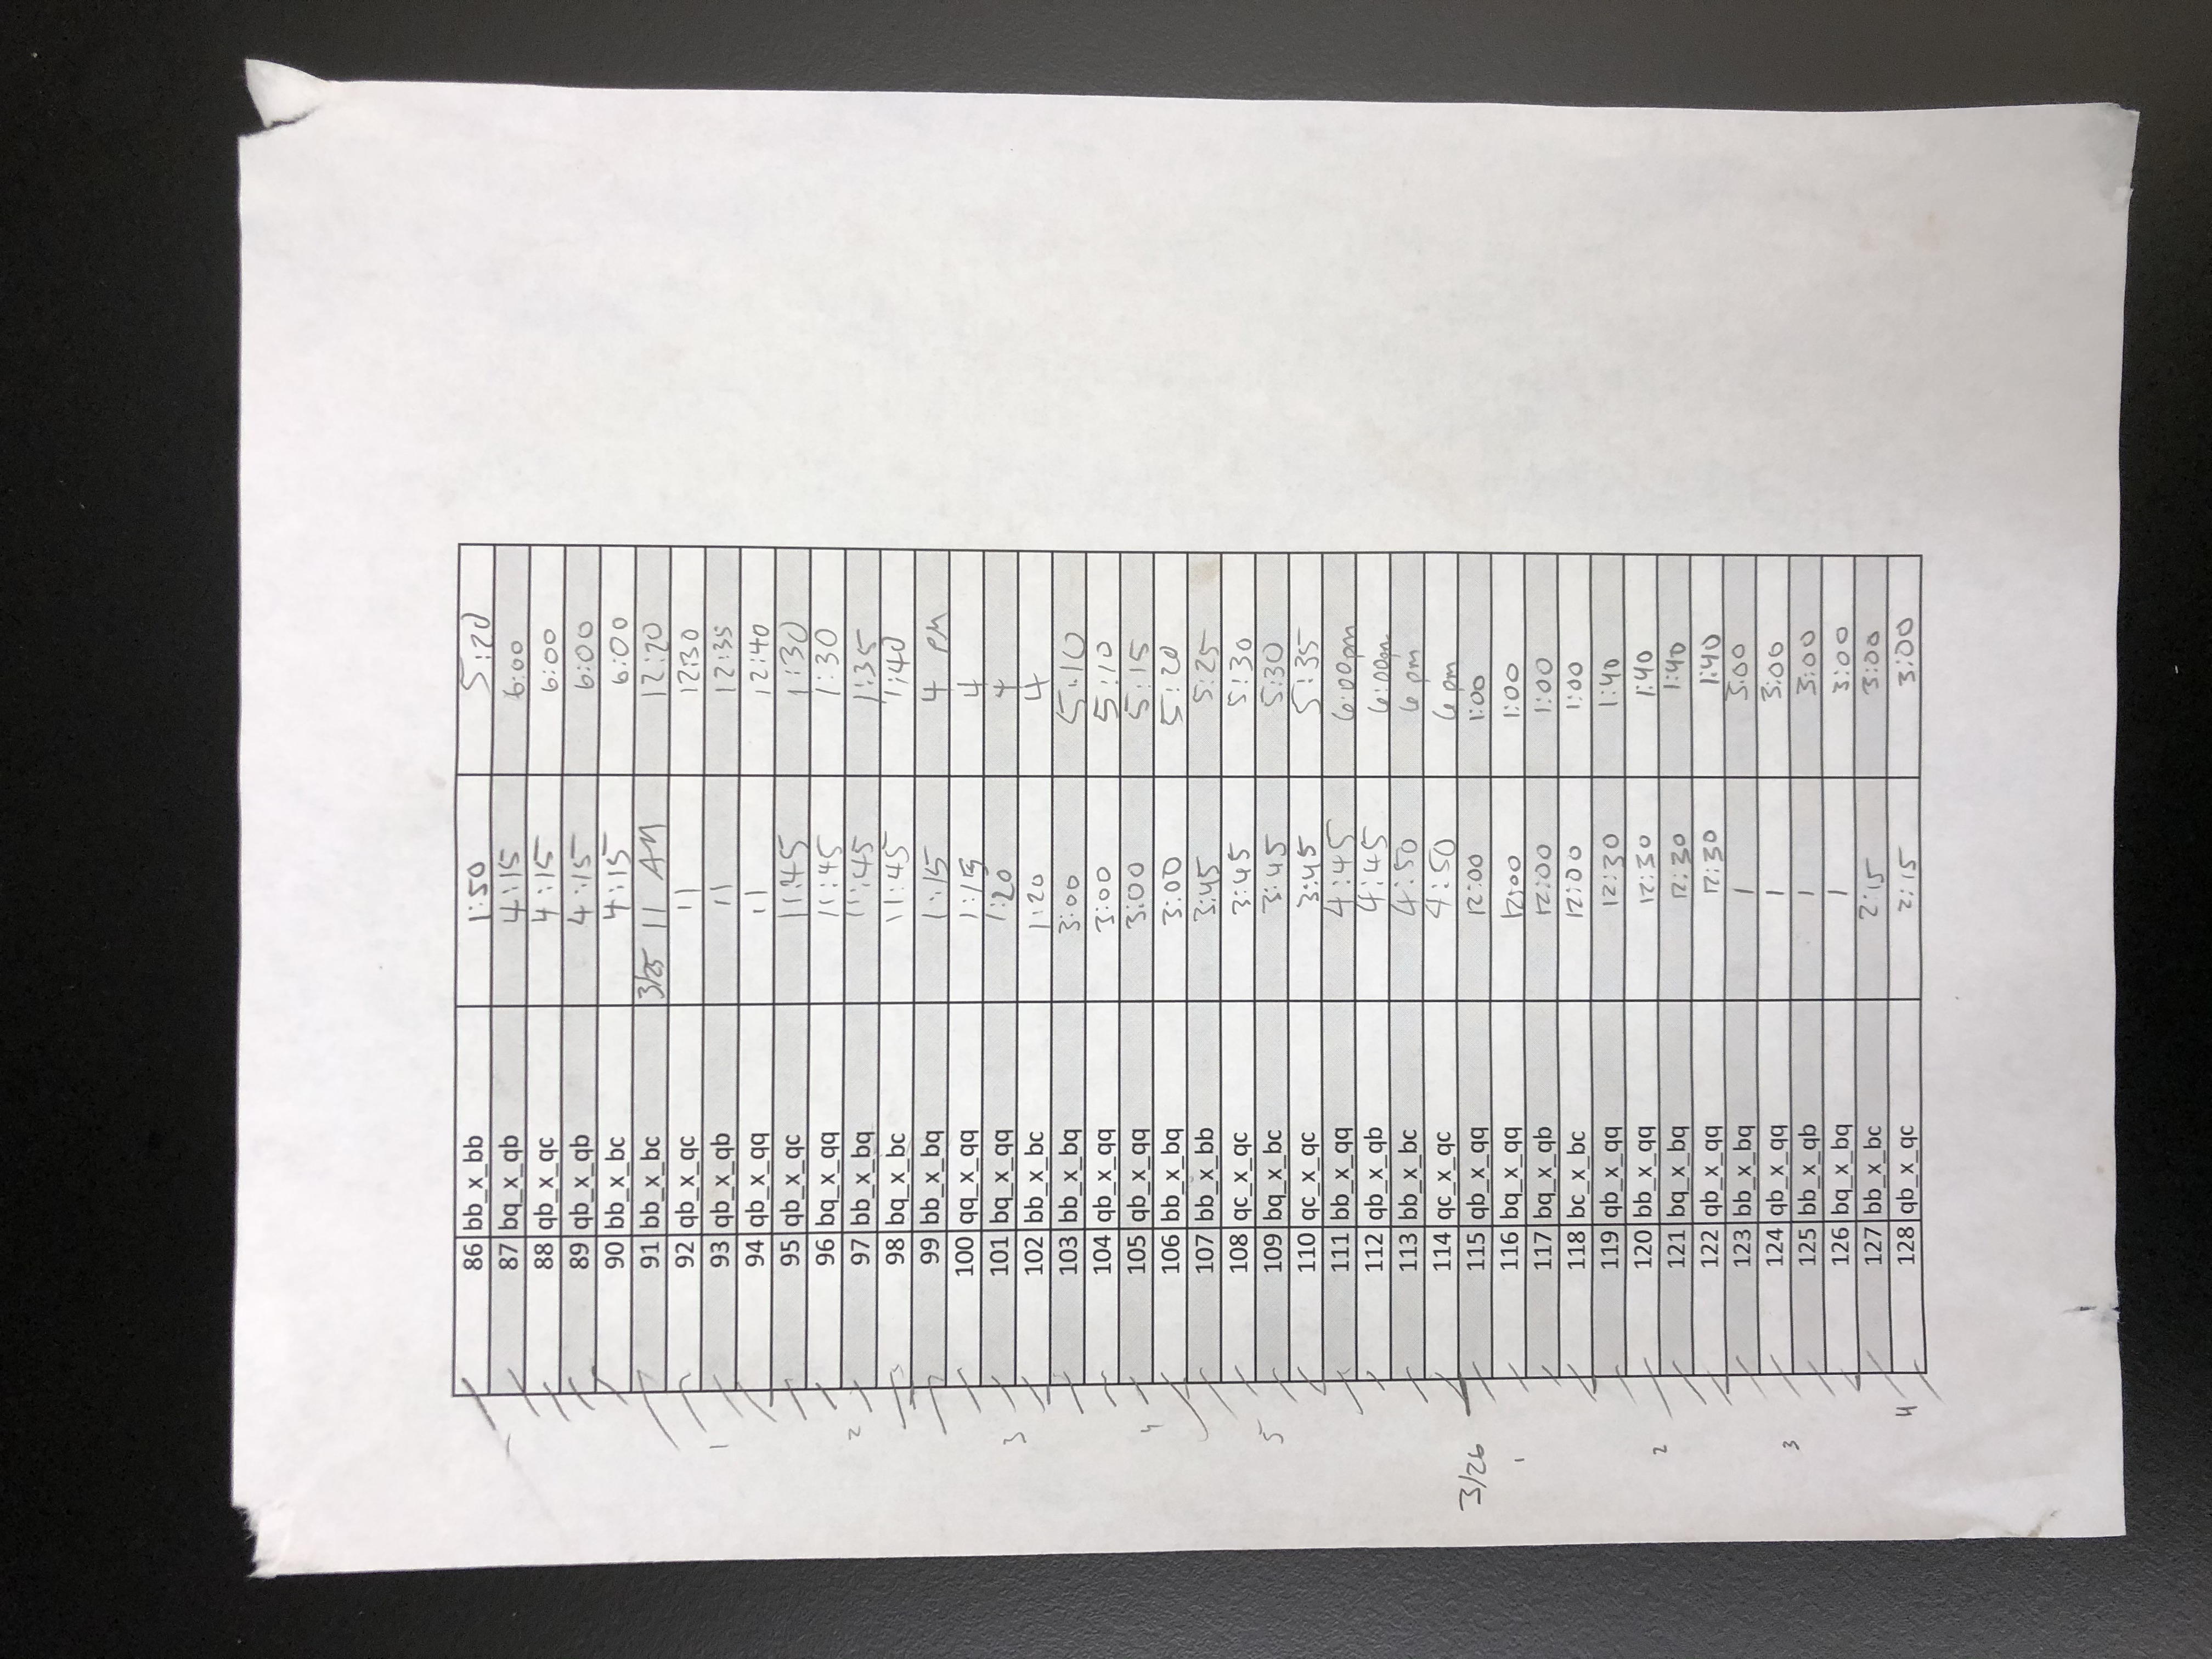 86 bb_x_bb 1:50 5:20
87 bq_x_qb 4:15 6:00
88 qb_x_qc 4:15 6:00
89 qb_x_qb 4:15 6:00
90 bb_x_bc 4:15 6:00
91 bb_x_bc 3/25 11 AM 12:20
92 qb_x_qc 11 12:30
1 93 qb_x_qb 11 12:35
94 qb_x_qq 11 12:40
95 qb_x_qc 11:45 1:30
96 bq_x_qq 11:45 1:30
2 97 bb_x_bq 11:45 1:35
98 bq_x_bc 11:45 1:40
99 bb_x_bq 1:15 4 PM
100 qq_x_qq 1:15 4
3 101 bq_x_qq 1:20 4
102 bb_x_bc 1:20 4
103 bb_x_bq 3:00 5:10
104 qb_x_qq 3:00 5:10
4 105 qb_x_qq 3:00 5:15
106 bb_x_bq 3:00 5:20
107 bb_x_bb 3:45 5:25
108 qc_x_qc 3:45 5:30
5 109 bq_x_bc 3:45 5:30
110 qc_x_qc 3:45 5:35
111 bb_x_qq 4:45 6:00pm
112 qb_x_qb 4:45 6:00pm
113 bb_x_bc 4:50 6 pm
114 qc_x_qc 4:50 6 pm
3/26 115 qb_x_qq 12:00 1:00
1 116 bq_x_qq 12:00 1:00
117 bq_x_qb 12:00 1:00
118 bc_x_bc 12:00 1:00
119 qb_x_qq 12:30 1:40
2 120 bb_x_qq 12:30 1:40
121 bq_x_bq 12:30 1:40
122 qb_x_qq 12:30 1:40
123 bb_x_bq 1 3:00
3 124 qb_x_qq 1 3:00
125 bb_x_qb 1 3:00
126 bq_x_bq 1 3:00
127 bb_x_bc 2:15 3:00
4 128 qb_x_qc 2:15 3:00